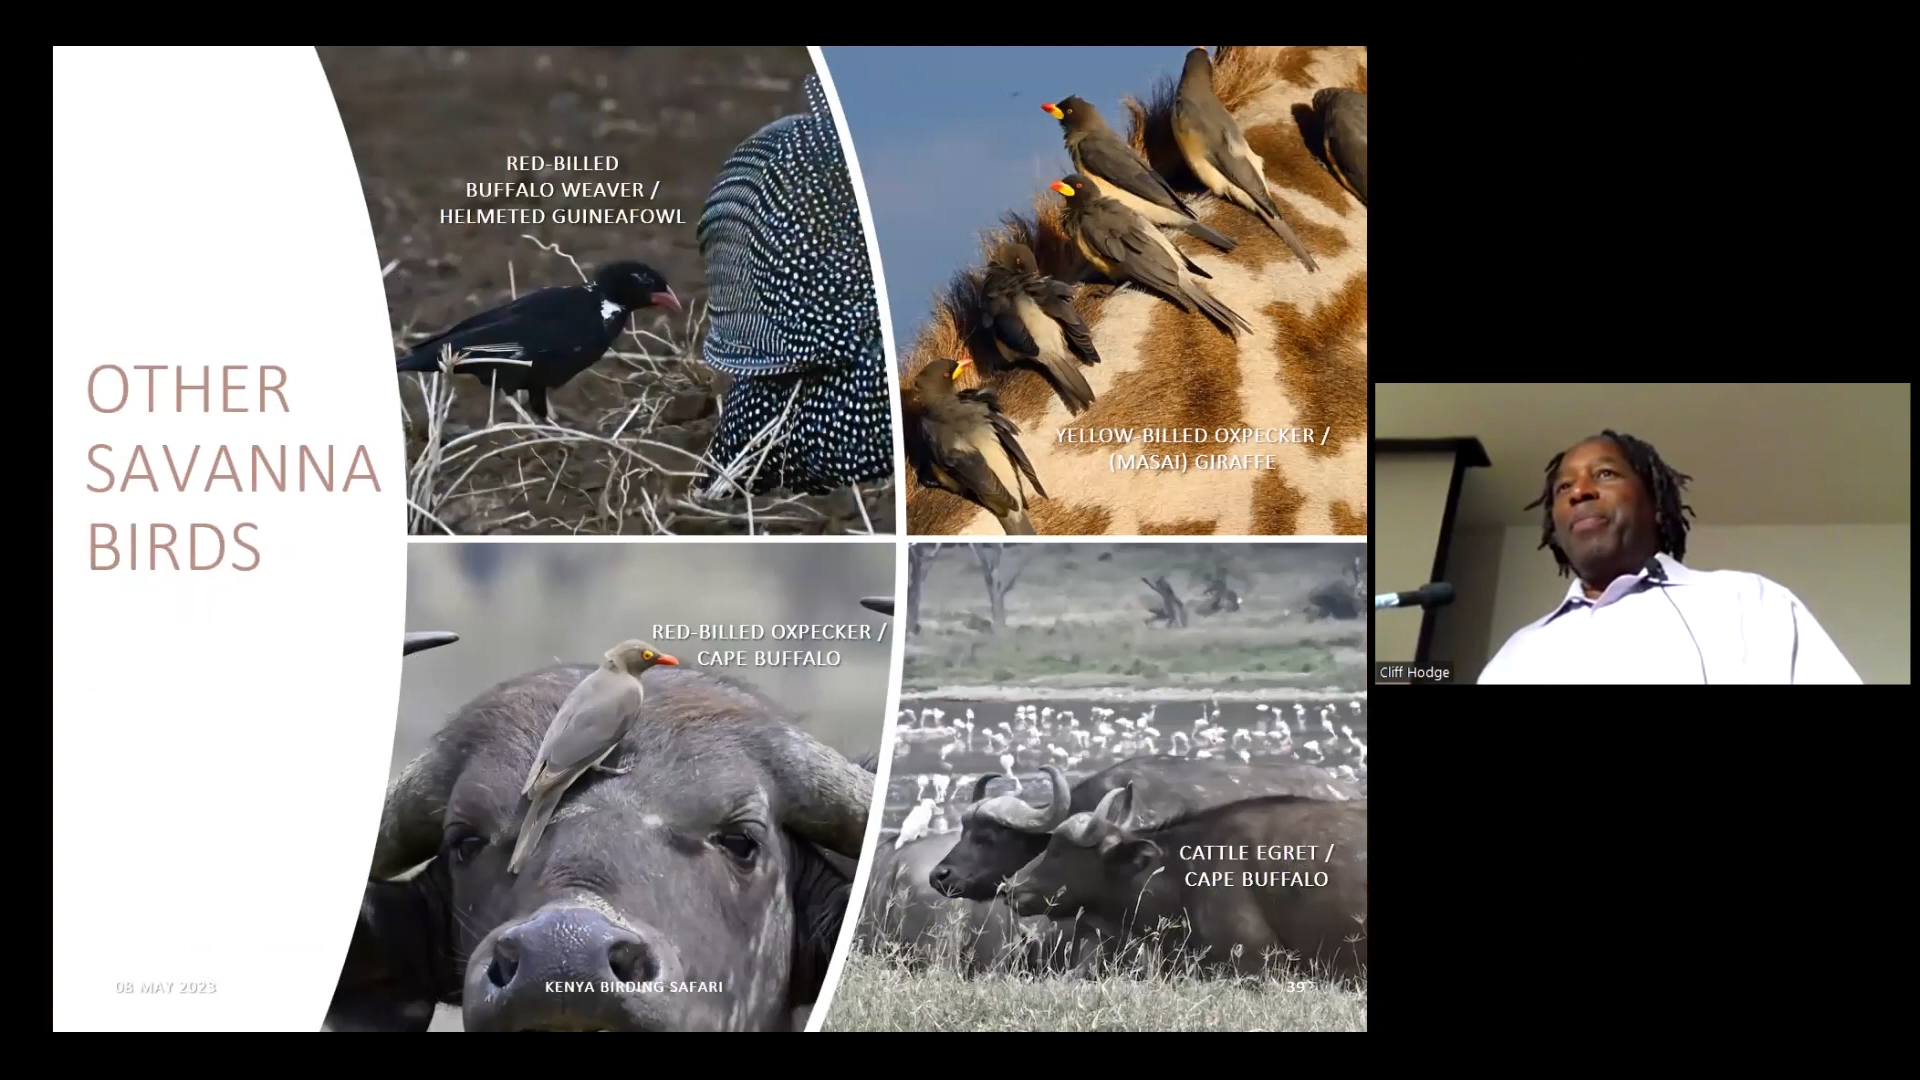 OTHER
SAVANNA
BIRDS
RED-BILLED
BUFFALO WEAVER /
HELMETED GUINEAFOWL
YELLOW-BILLED OXPECKER /
(MASAI) GIRAFFE
RED-BILLED OXPECKER /
CAPE BUFFALO
CATTLE EGRET /
CAPE BUFFALO
08 MAY 2023
KENYA BIRDING SAFARI
39
Cliff Hodge